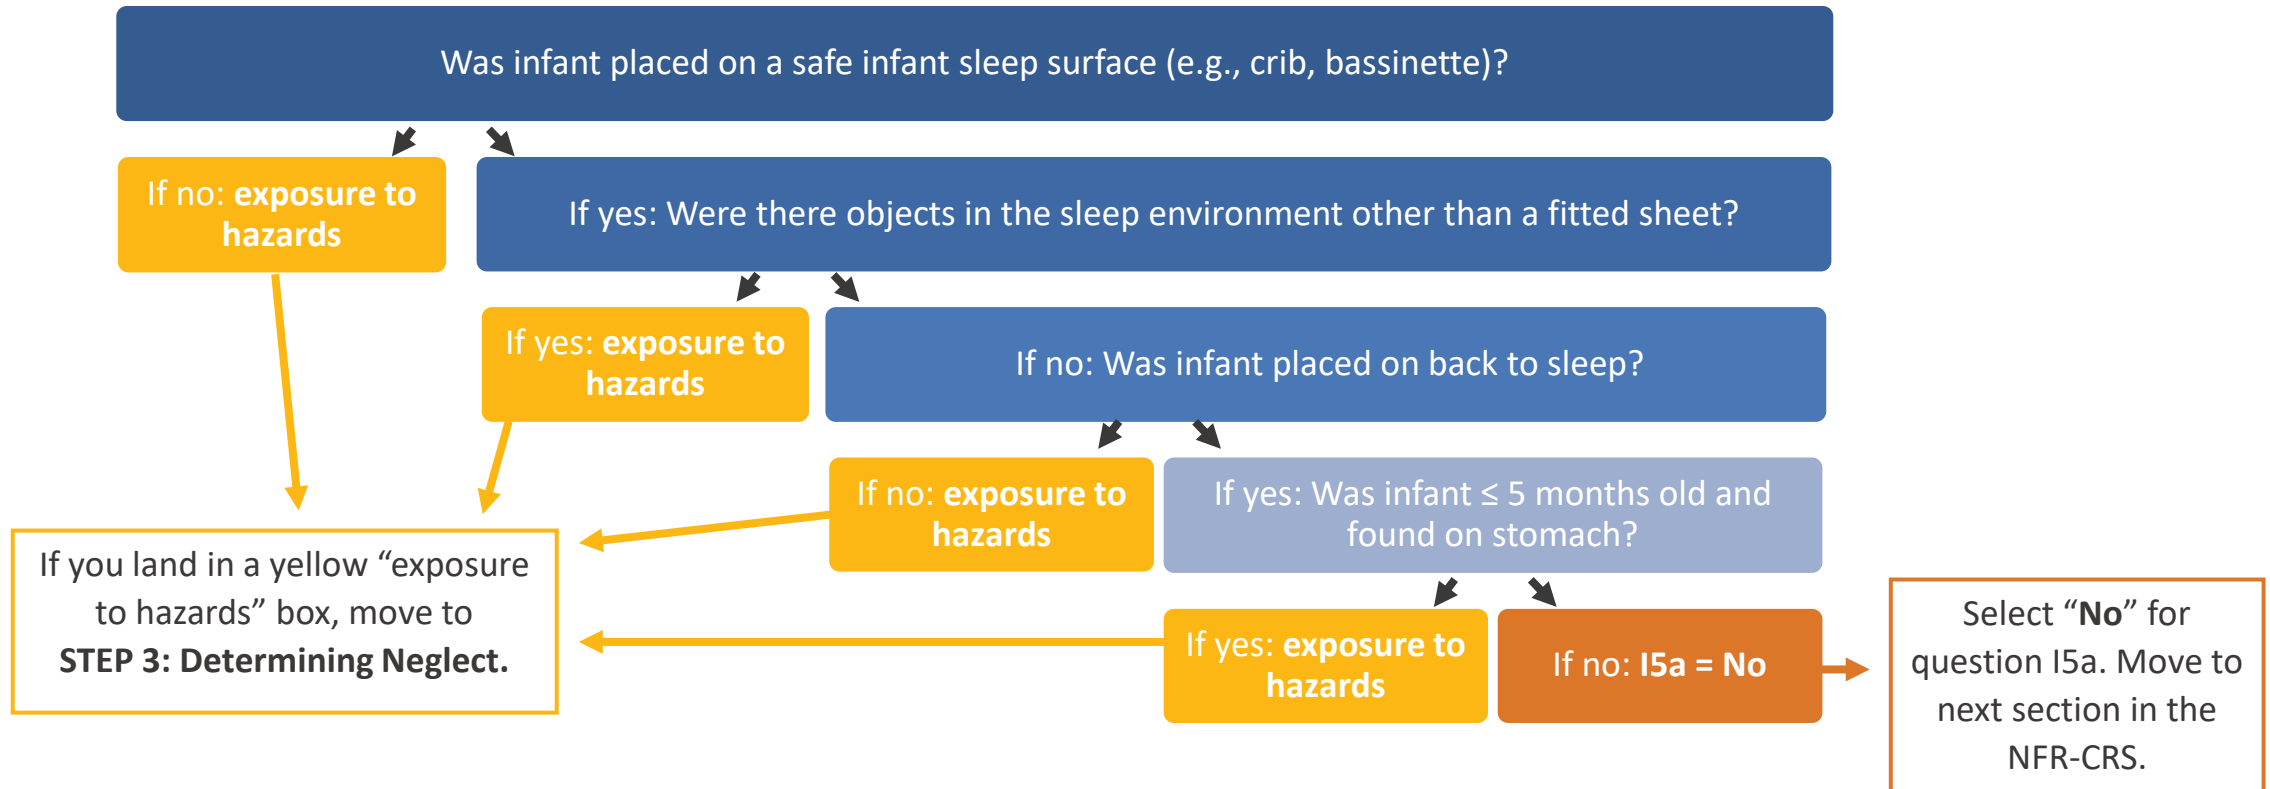 Was infant placed on a safe infant sleep surface (e.g., crib, bassinette)?
If no: exposure to
hazards
If yes: Were there objects in the sleep environment other than a fitted sheet?
If yes: exposure to
hazards
If no: Was infant placed on back to sleep?
If no: exposure to
hazards
If yes: Was infant ≤ 5 months old and
found on stomach?
If you land in a yellow “exposure
to hazards” box, move to
STEP 3: Determining Neglect.
If yes: exposure to
hazards
If no: I5a = No
Select “No” for
question I5a. Move to
next section in the
NFR-CRS.